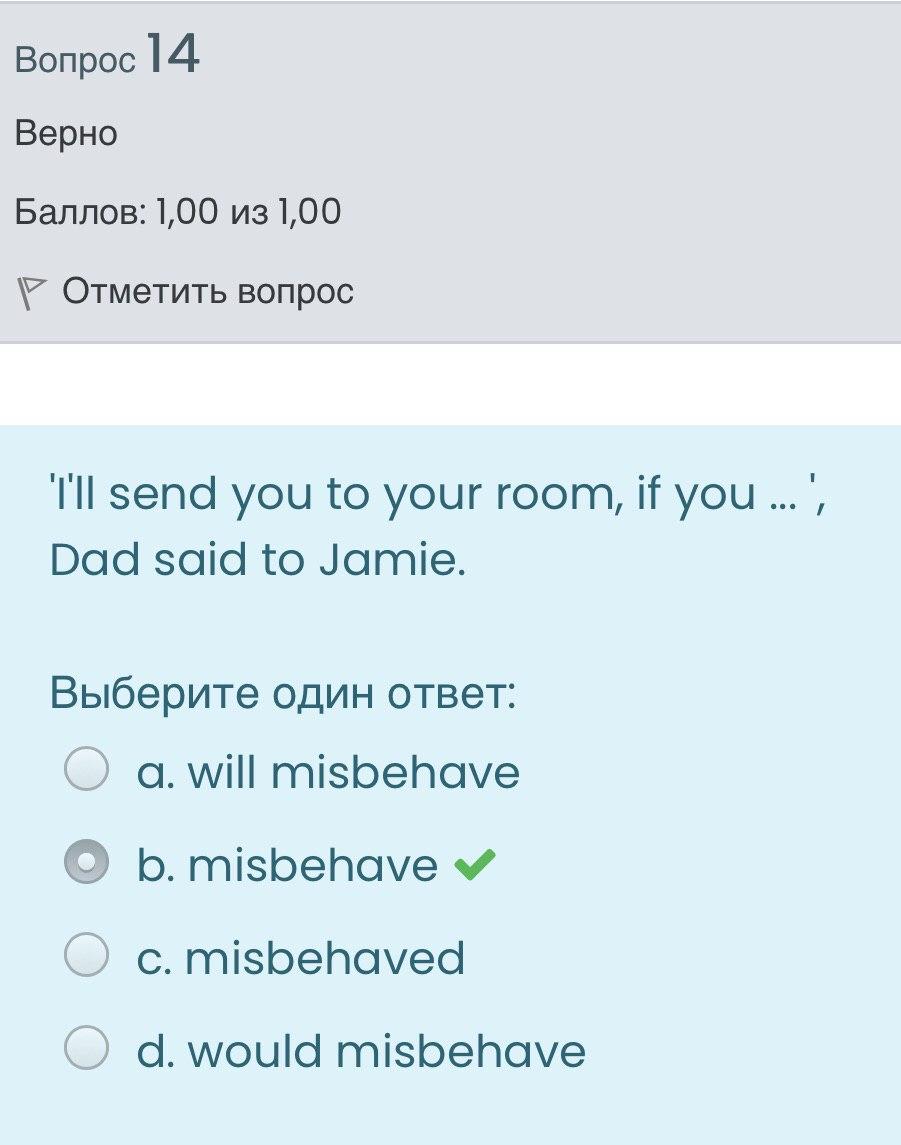 Вопрос 14
Верно
Баллов: 1,00 из 1,00
Отметить вопрос
'I'll send you to your room, if you ... ',
Dad said to Jamie.
Выберите один ответ:
a. will misbehave
b. misbehave
c. misbehaved
d. would misbehave